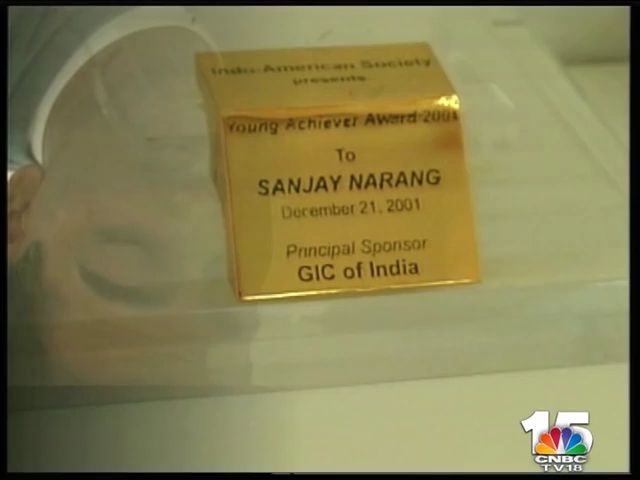 Indo-American Society
presents
Young Achiever Award 2001
To
SANJAY NARANG
December 21, 2001
Principal Sponsor
GIC of India
15
CNBC
TV18